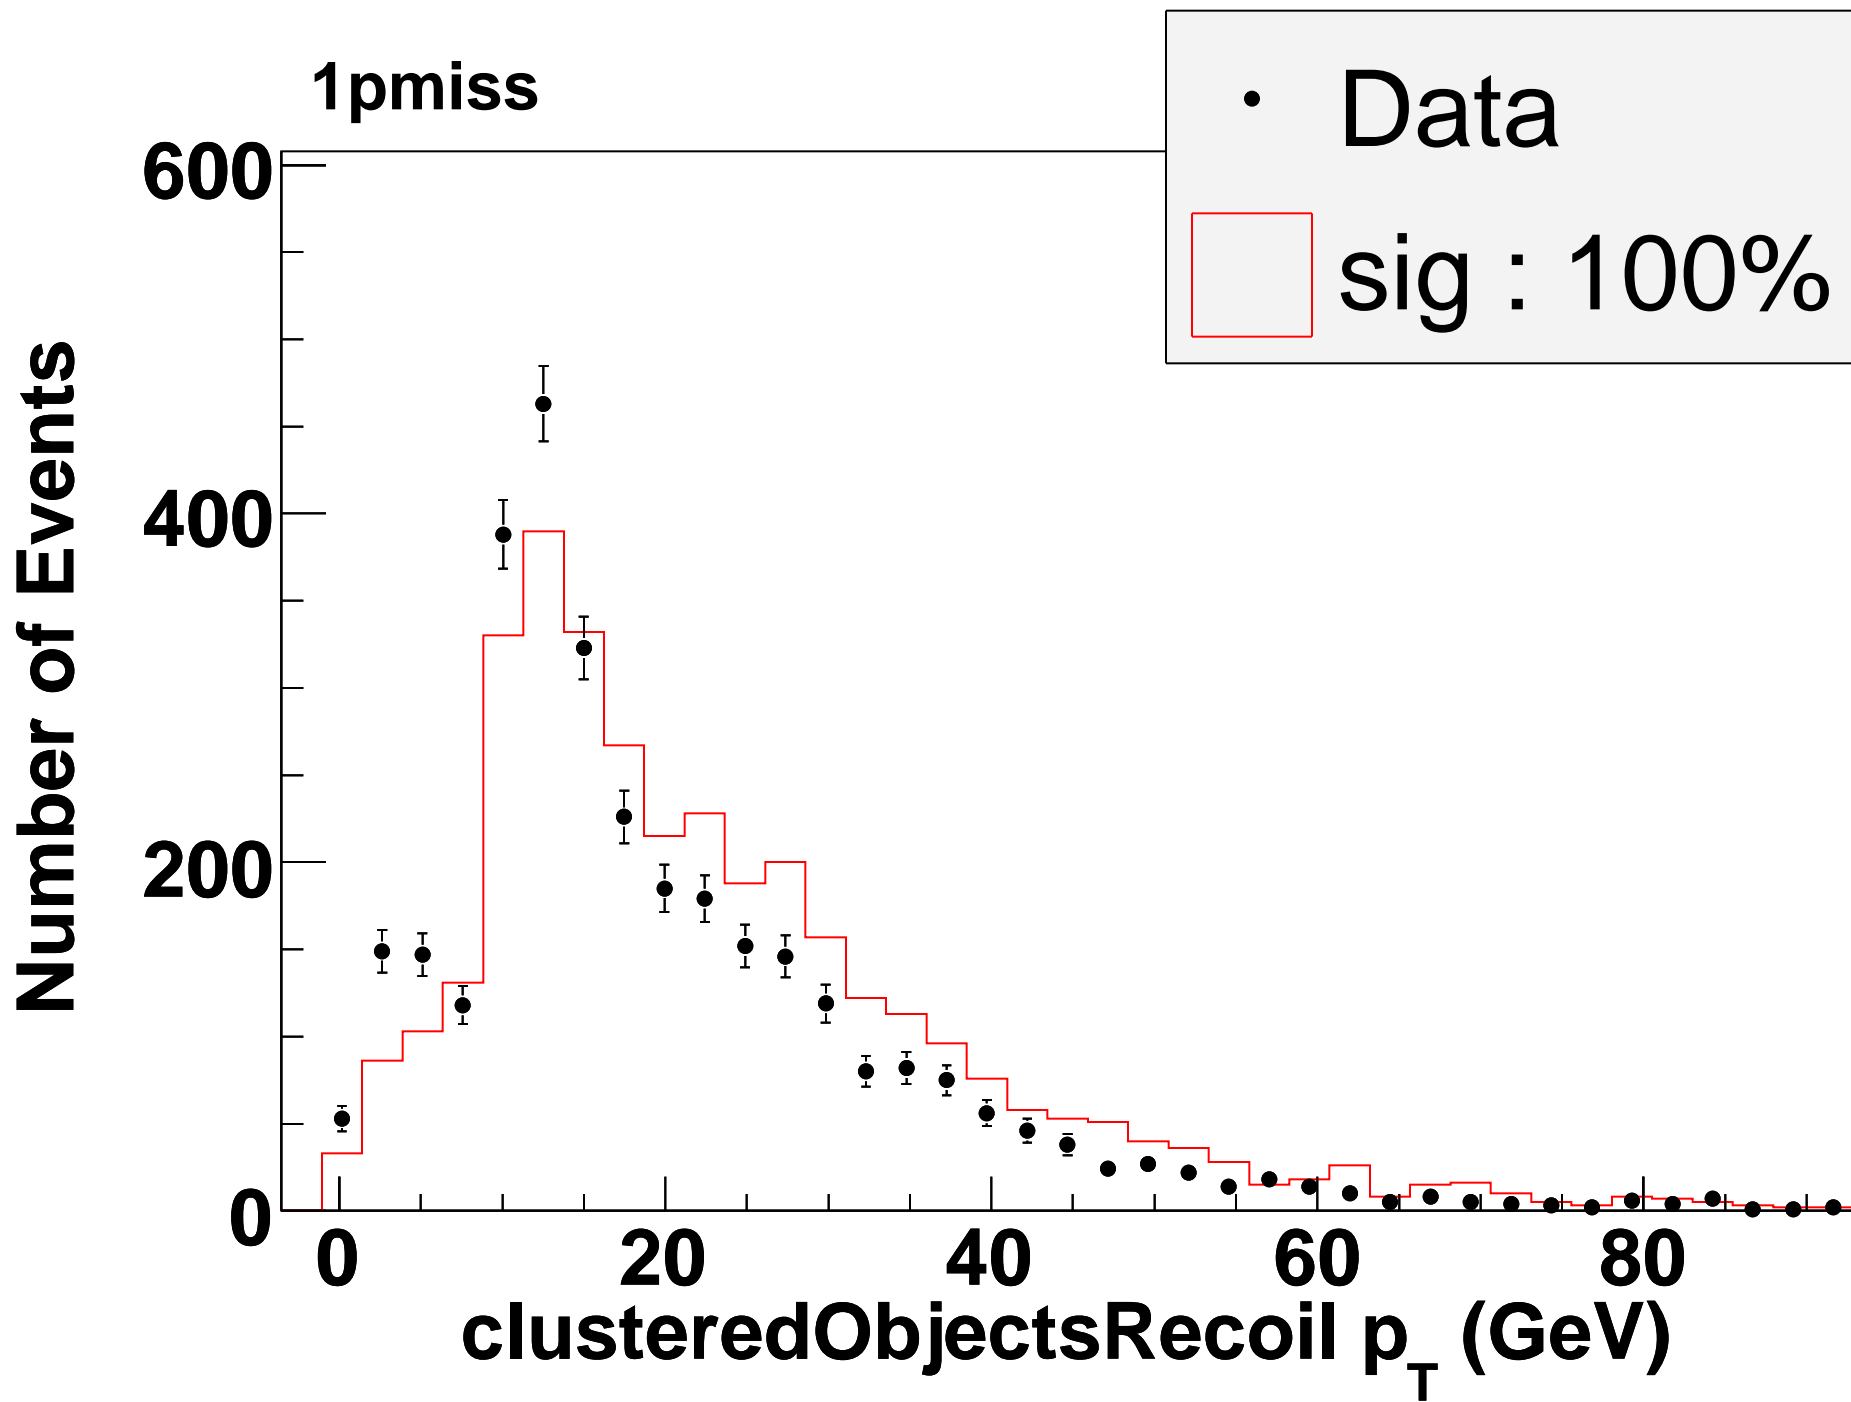 1pmiss
Data
sig : 100%
600
400
200
0
Number of Events
0 20 40 60 80
clusteredObjectsRecoil p_T (GeV)